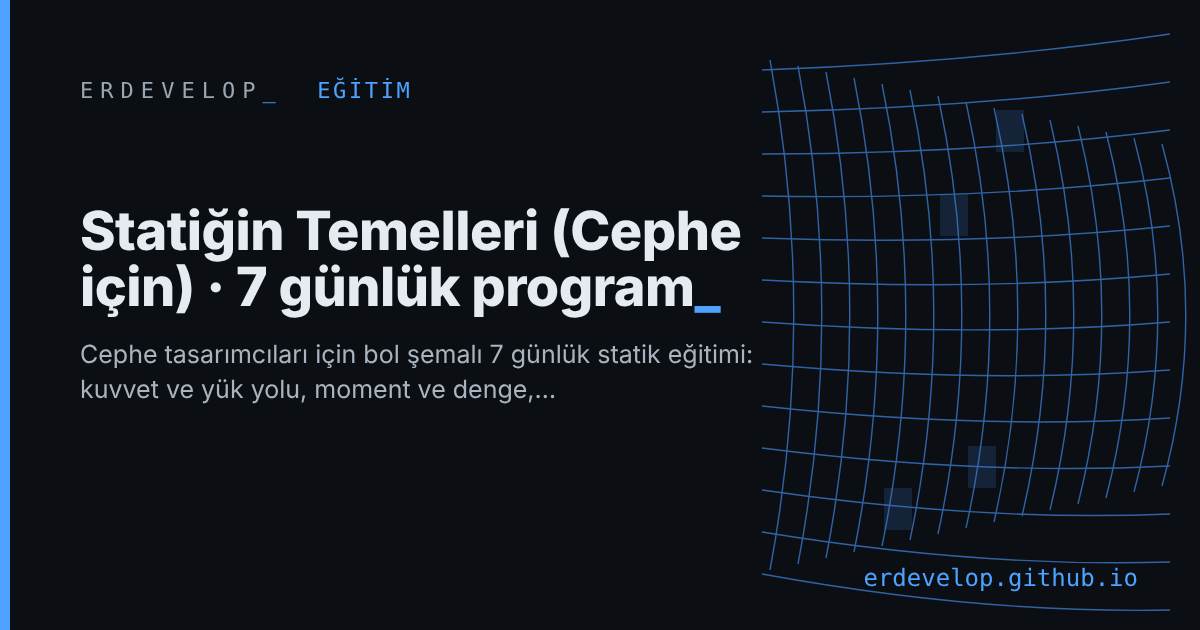 ERDEVELOP_ EĞİTİM
Statiğin Temelleri (Cephe
için) · 7 günlük program_
Cephe tasarımcıları için bol şemalı 7 günlük statik eğitimi:
kuvvet ve yük yolu, moment ve denge,...
erdevelop.github.io